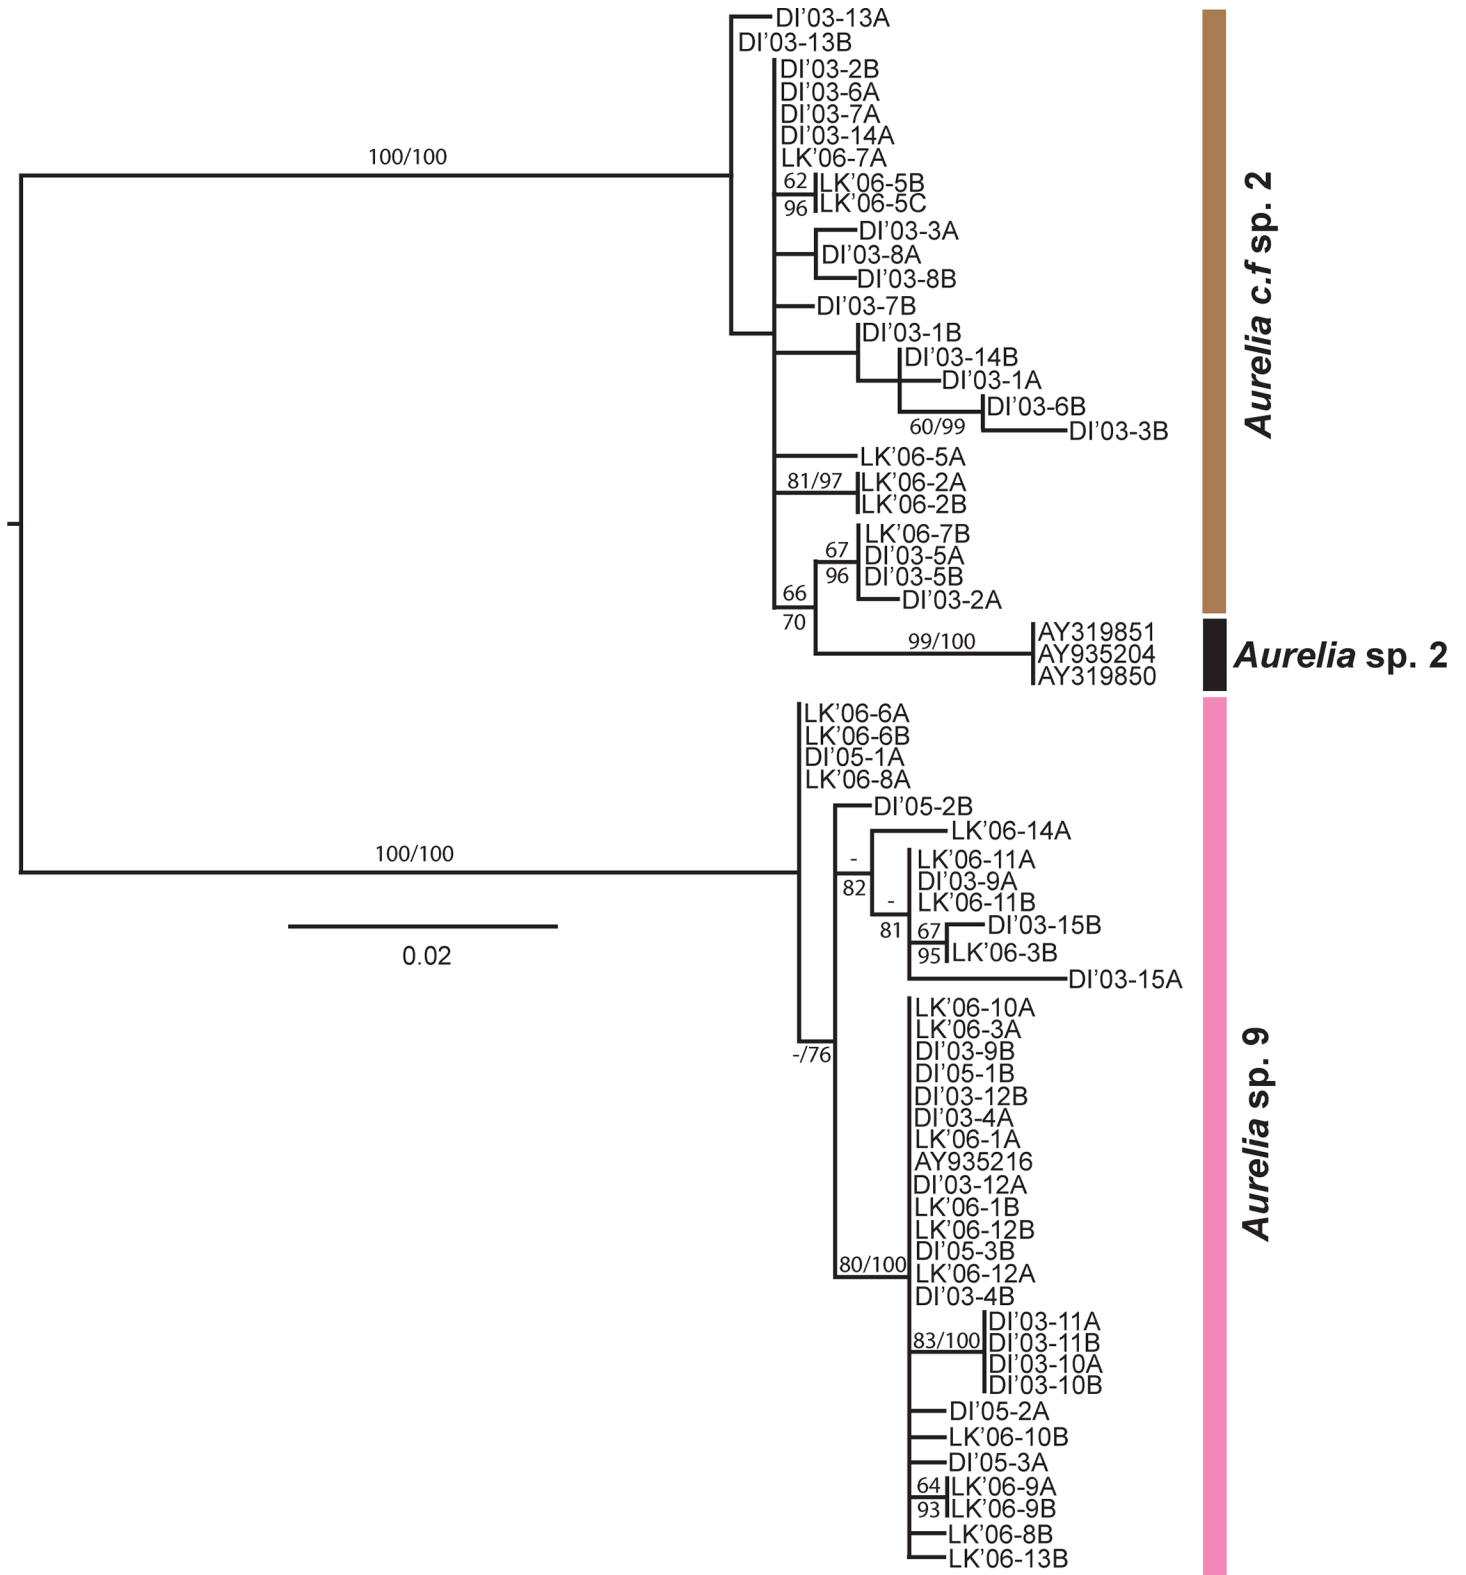 DI'03-13A
DI'03-13B
DI'03-2B
DI'03-6A
DI'03-7A
DI'03-14A
100/100
LK'06-7A
62
LK'06-5B
96
LK'06-5C
DI'03-3A
DI'03-8A
DI'03-8B
DI'03-7B
DI'03-1B
DI'03-14B
DI'03-1A
DI'03-6B
60/99
DI'03-3B
LK'06-5A
81/97
LK'06-2A
LK'06-2B
LK'06-7B
67
DI'03-5A
96
DI'03-5B
66
DI'03-2A
70
Aurelia c.f sp. 2
AY319851
99/100
AY935204
AY319850
Aurelia sp. 2
LK'06-6A
LK'06-6B
DI'05-1A
LK'06-8A
DI'05-2B
LK'06-14A
100/100
-
82
LK'06-11A
DI'03-9A
-
LK'06-11B
81
67
DI'03-15B
95
LK'06-3B
0.02
DI'03-15A
LK'06-10A
LK'06-3A
-/76
DI'03-9B
DI'05-1B
DI'03-12B
DI'03-4A
LK'06-1A
AY935216
DI'03-12A
LK'06-1B
LK'06-12B
DI'05-3B
80/100
LK'06-12A
DI'03-4B
DI'03-11A
83/100
DI'03-11B
DI'03-10A
DI'03-10B
DI'05-2A
LK'06-10B
DI'05-3A
64
LK'06-9A
93
LK'06-9B
LK'06-8B
LK'06-13B
Aurelia sp. 9